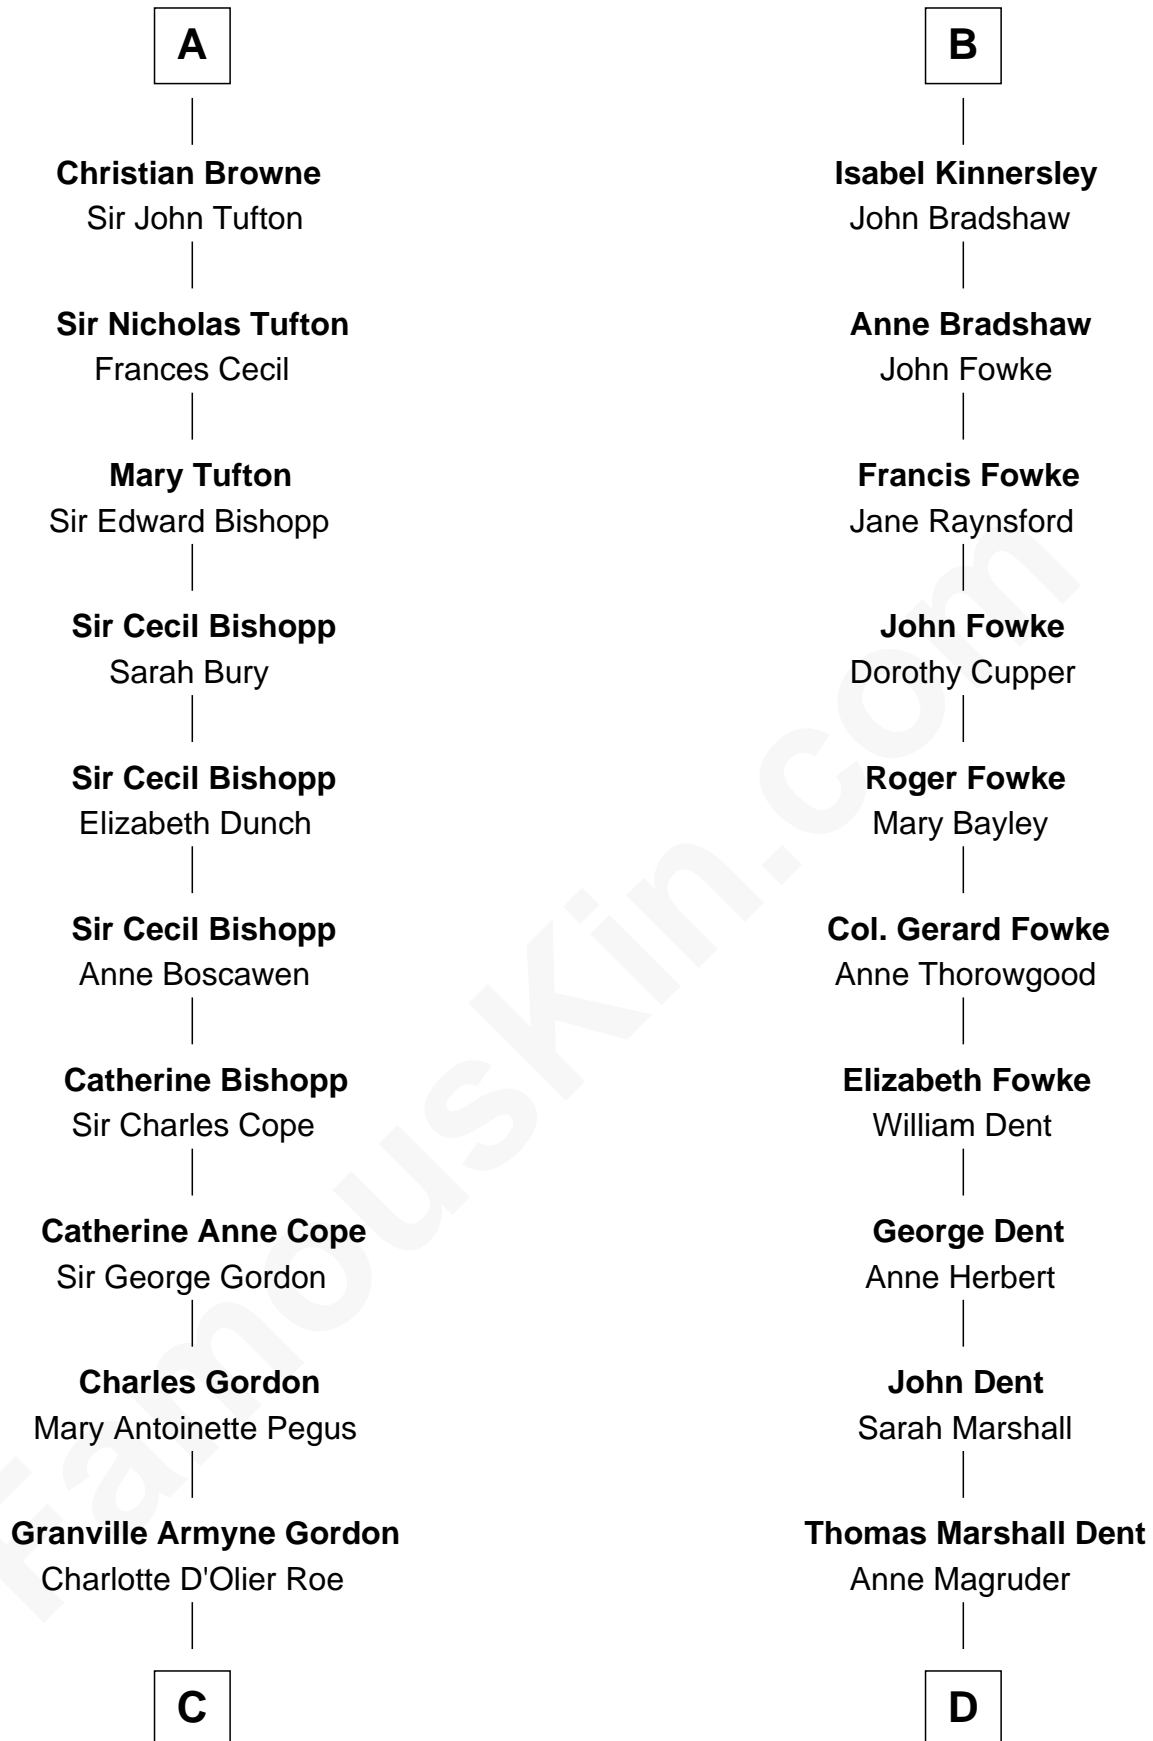 A
Christian Browne
Sir John Tufton
Sir Nicholas Tufton
Frances Cecil
Mary Tufton
Sir Edward Bishopp
Sir Cecil Bishopp
Sarah Bury
Sir Cecil Bishopp
Elizabeth Dunch
Sir Cecil Bishopp
Anne Boscawen
Catherine Bishopp
Sir Charles Cope
Catherine Anne Cope
Sir George Gordon
Charles Gordon
Mary Antoinette Pegus
Granville Armyne Gordon
Charlotte D'Olier Roe
C
B
Isabel Kinnersley
John Bradshaw
Anne Bradshaw
John Fowke
Francis Fowke
Jane Raynsford
John Fowke
Dorothy Cupper
Roger Fowke
Mary Bayley
Col. Gerard Fowke
Anne Thorowgood
Elizabeth Fowke
William Dent
George Dent
Anne Herbert
John Dent
Sarah Marshall
Thomas Marshall Dent
Anne Magruder
D
FamousKin.com